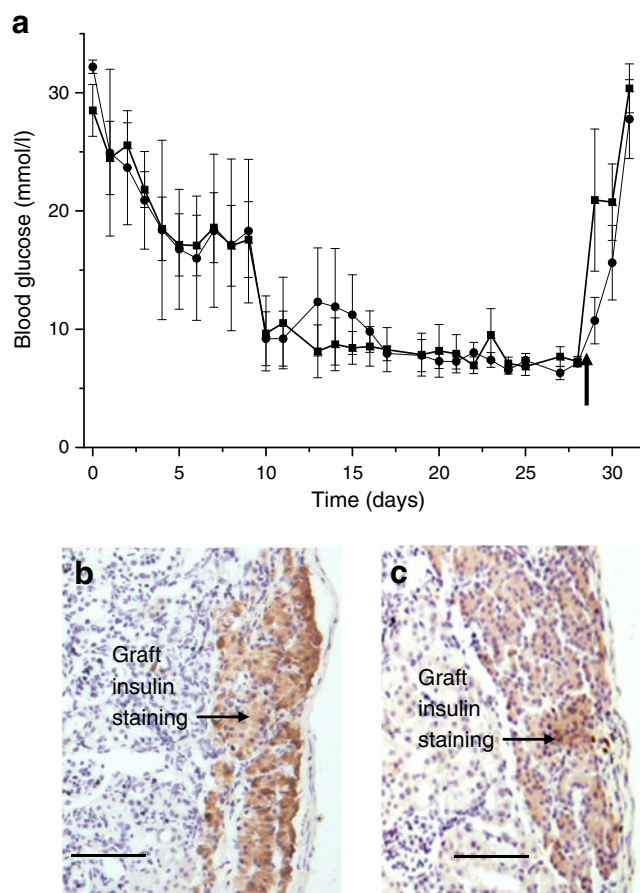 a
Blood glucose (mmol/l)
30
20
10
0
0 5 10 15 20 25 30
Time (days)
b
Graft
insulin
staining
c
Graft
insulin
staining